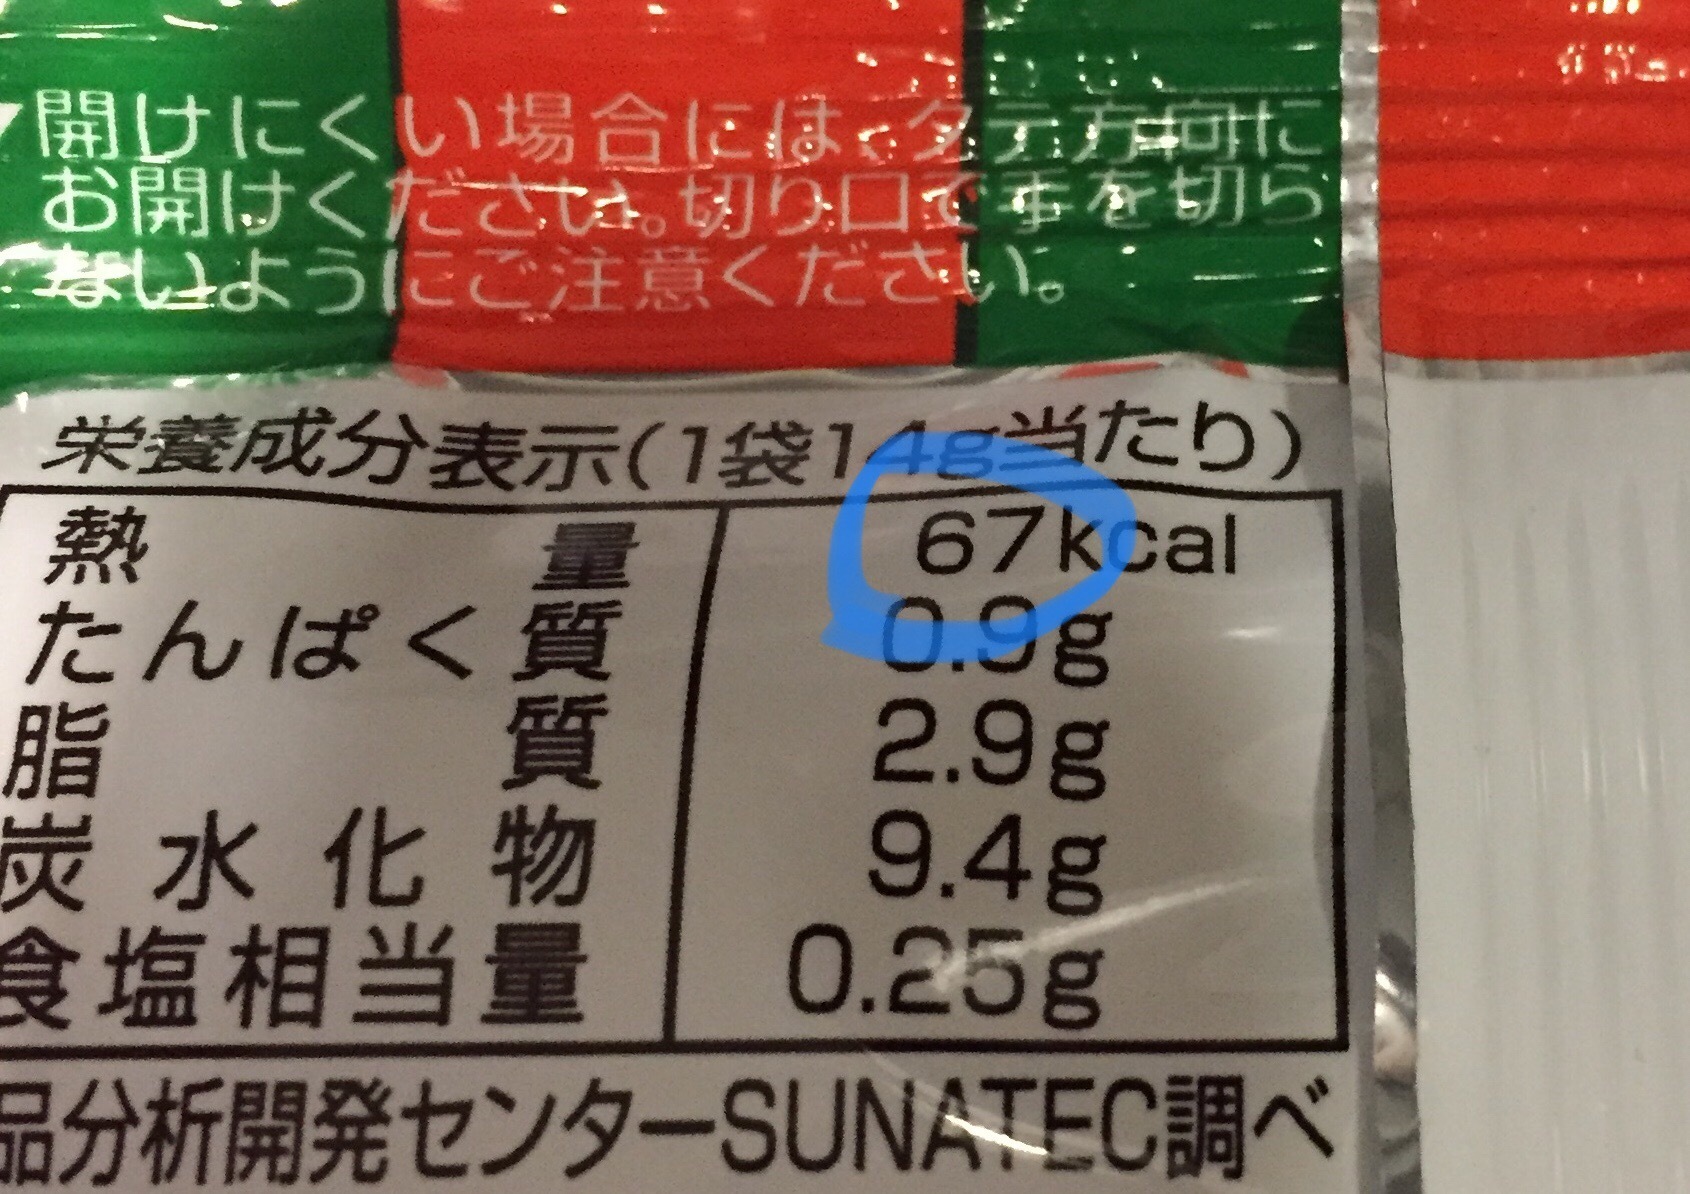 ▼開けにくい場合には、タテ方向に
お開けください。切り口で手を切ら
ないようにご注意ください。
栄養成分表示(1袋14g当たり)
熱量 67kcal
たんぱく質 0.9g
脂質 2.9g
炭水化物 9.4g
食塩相当量 0.25g
品分析開発センターSUNATEC調べ